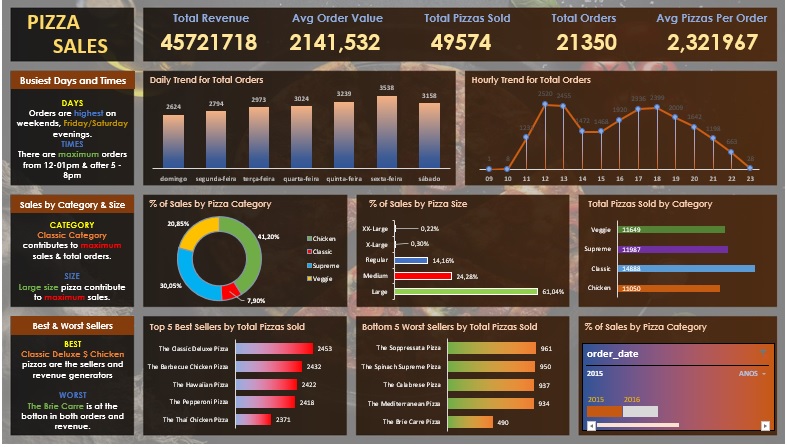 PIZZA
SALES
Total Revenue
45721718
Avg Order Value
2141,532
Total Pizzas Sold
49574
Total Orders
21350
Avg Pizzas Per Order
2,321967
Busiest Days and Times
DAYS
Orders are highest on
weekends, Friday/Saturday
evenings.
TIMES
There are maximum orders
from 12-01pm & after 5 -
8pm
Daily Trend for Total Orders
2624 2794 2973 3024 3239 3538 3158
domingo segunda-feira terça-feira quarta-feira quinta-feira sexta-feira sábado
Hourly Trend for Total Orders
2520 2455 1472 1468 1920 2336 2399 2009 1642 1198 663
09 10 11 12 13 14 15 16 17 18 19 20 21 22 23
Sales by Category & Size
CATEGORY
Classic Category
contributes to maximum
sales & total orders.
SIZE
Large size pizza contribute
to maximum sales.
% of Sales by Pizza Category
20,85%
41,20%
30,05%
7,90%
Chicken
Classic
Supreme
Veggie
% of Sales by Pizza Size
XX-Large 0,22%
X-Large 0,30%
Regular 14,16%
Medium 24,28%
Large 61,04%
Total Pizzas Sold by Category
Veggie 11649
Supreme 11987
Classic 14888
Chicken 11050
Best & Worst Sellers
BEST
Classic Deluxe $ Chicken
pizzas are the sellers and
revenue generators
WORST
The Brie Carre is at the
botton in both orders and
revenue.
Top 5 Best Sellers by Total Pizzas Sold
The Classic Deluxe Pizza 2453
The Barbecue Chicken Pizza 2432
The Hawaiian Pizza 2422
The Pepperoni Pizza 2418
The Thai Chicken Pizza 2371
Bottom 5 Worst Sellers by Total Pizzas Sold
The Soppressata Pizza 961
The Spinach Supreme Pizza 950
The Calabrese Pizza 937
The Mediterranean Pizza 934
The Brie Carre Pizza 490
% of Sales by Pizza Category
order_date
2015 ANOS
2015 2016